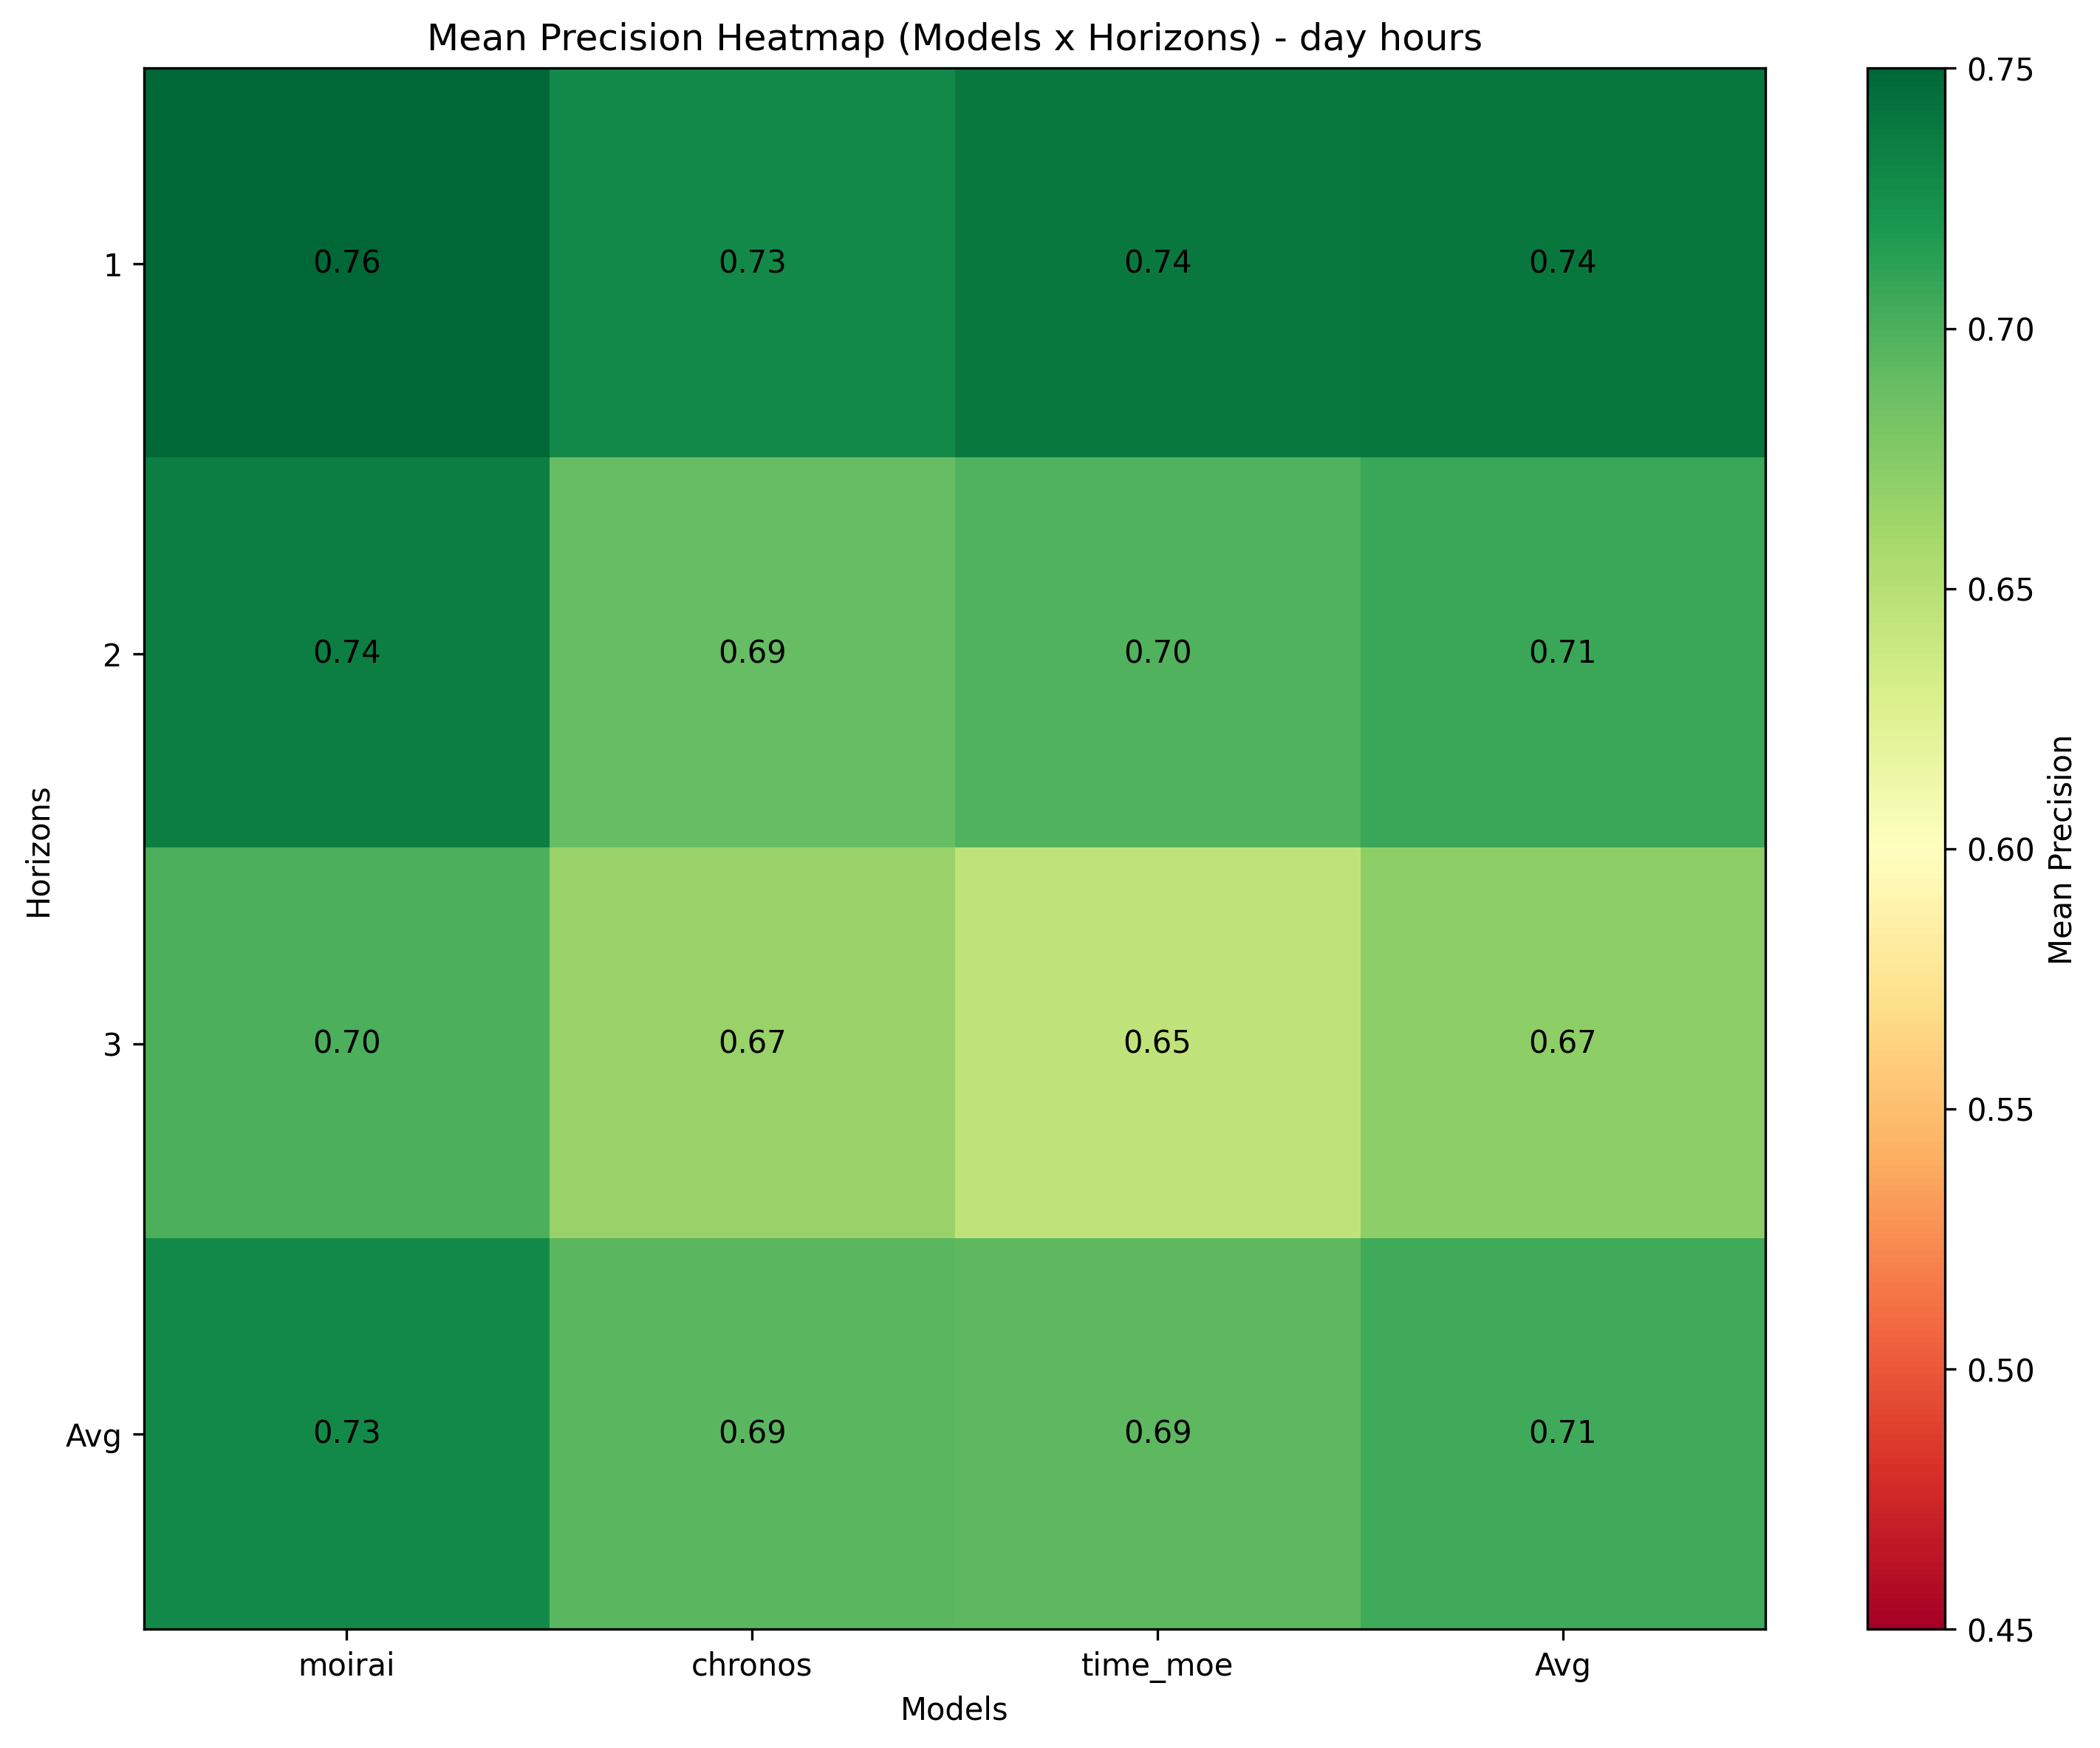 Mean Precision Heatmap (Models x Horizons) - day hours
1
0.76 0.73 0.74 0.74
2
0.74 0.69 0.70 0.71
3
0.70 0.67 0.65 0.67
Avg
0.73 0.69 0.69 0.71
moirai chronos time_moe Avg
Models
Horizons
0.75
0.70
0.65
0.60
0.55
0.50
0.45
Mean Precision